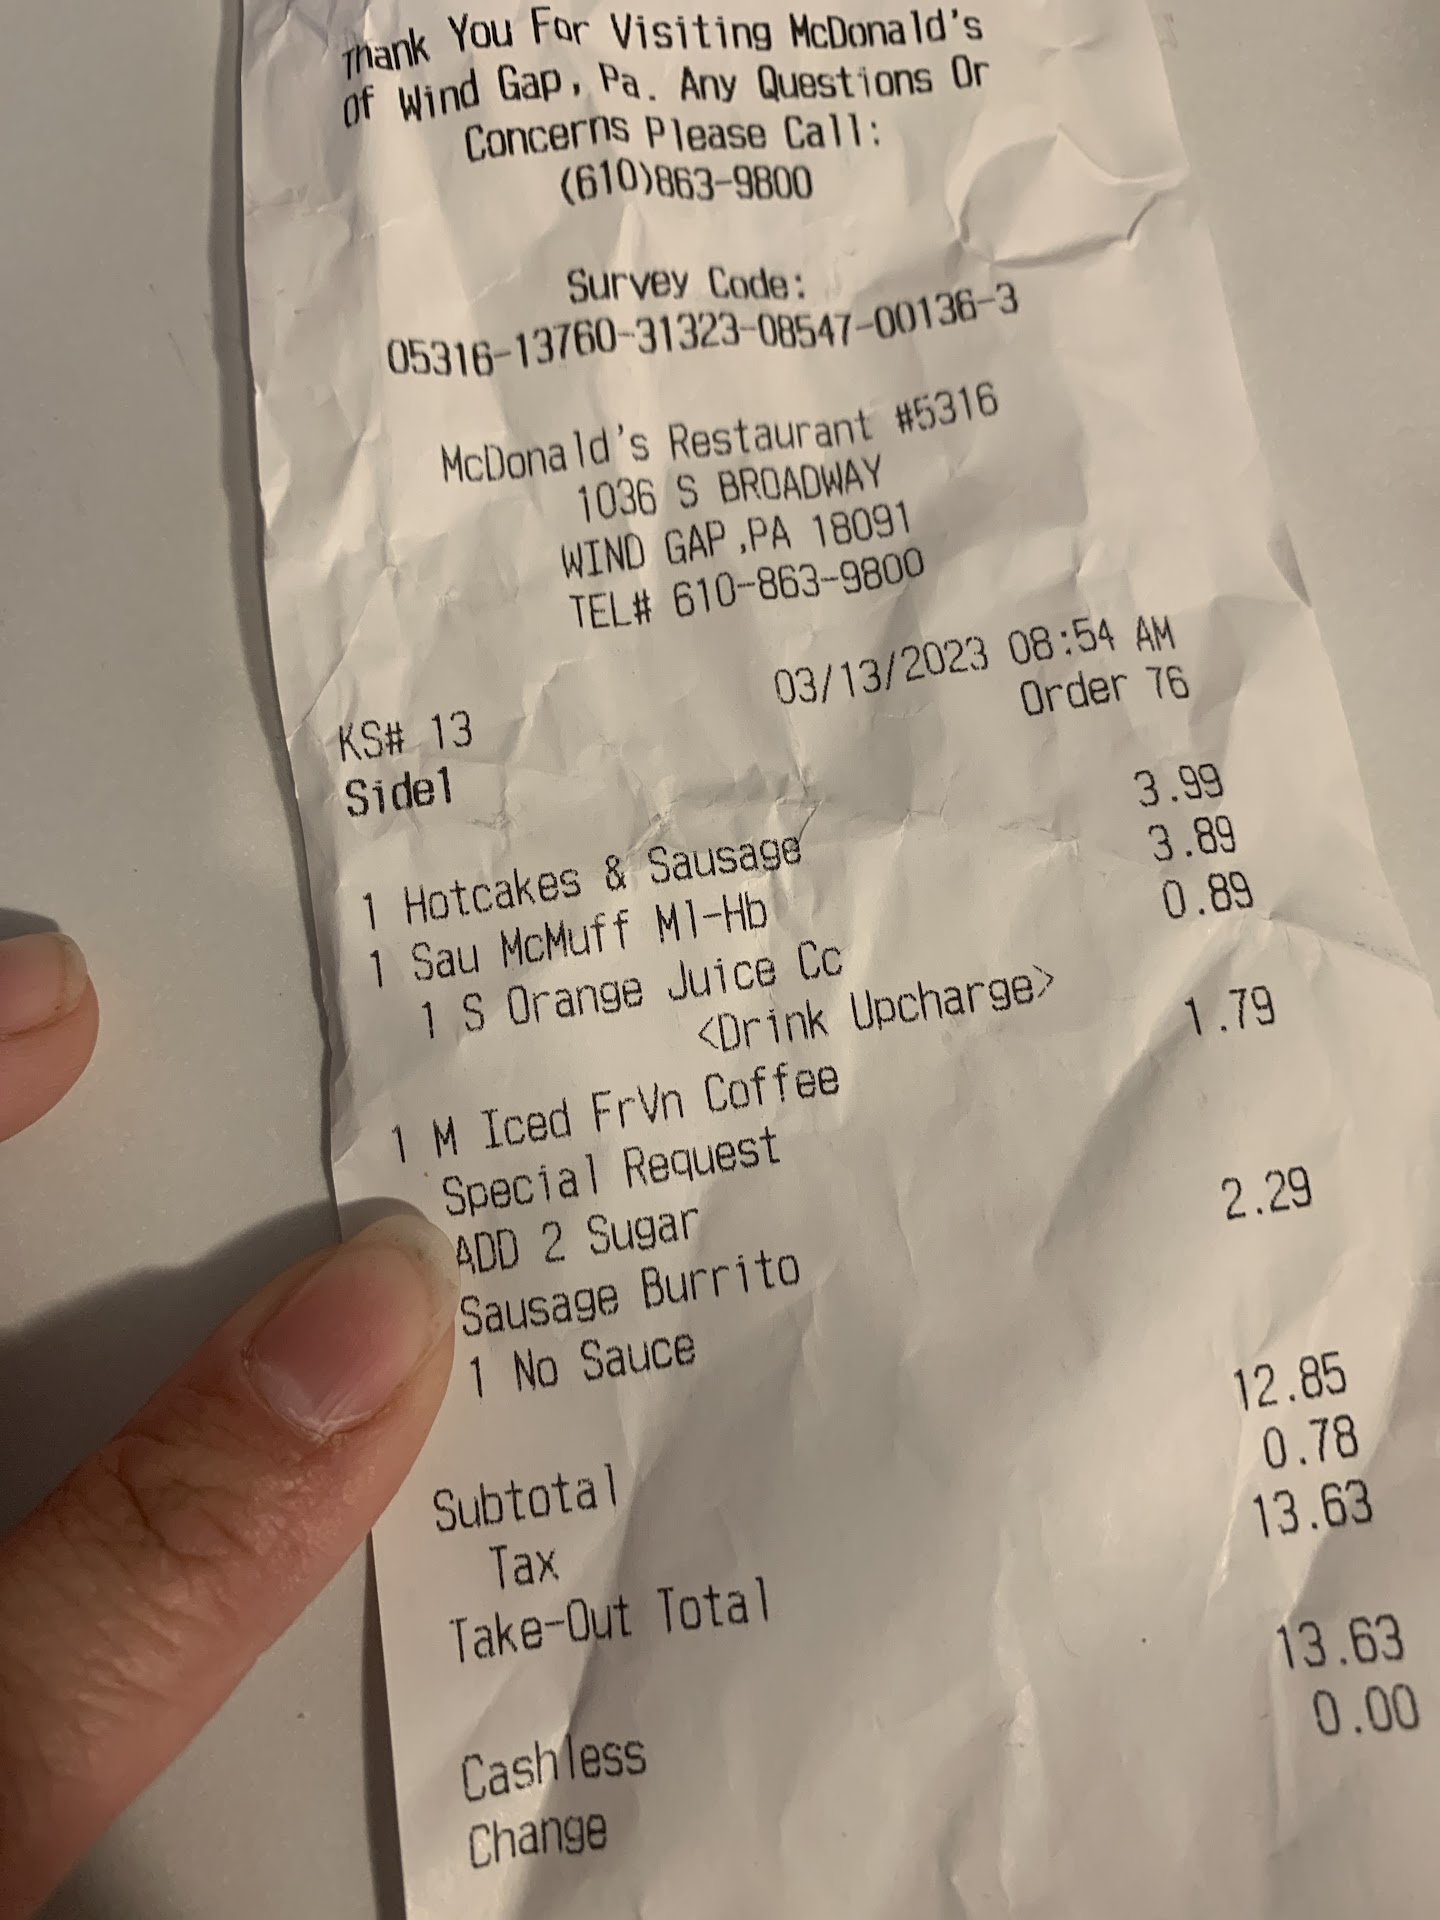 Thank You For Visiting McDonald's
Of Wind Gap, Pa. Any Questions Or
Concerns Please Call:
(610)863-9800
Survey Code:
05316-13760-31323-08547-00136-3
McDonald's Restaurant #5316
1036 S BROADWAY
WIND GAP ,PA 18091
TEL# 610-863-9800
KS# 13 03/13/2023 08:54 AM
Side1 Order 76
1 Hotcakes & Sausage 3.99
1 Sau McMuff Ml-Hb 3.89
1 S Orange Juice Cc 0.89
<Drink Upcharge>
1 M Iced FrVn Coffee 1.79
Special Request
ADD 2 Sugar
Sausage Burrito 2.29
1 No Sauce
Subtotal 12.85
Tax 0.78
Take-Out Total 13.63
Cashless 13.63
Change 0.00